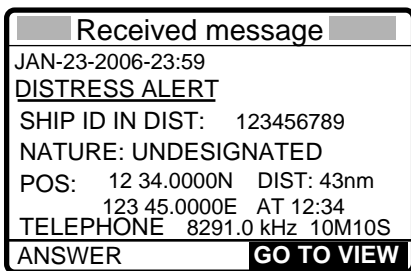 Received message
JAN-23-2006-23:59
DISTRESS ALERT
SHIP ID IN DIST: 123456789
NATURE: UNDESIGNATED
POS: 12 34.0000N DIST: 43nm
123 45.0000E AT 12:34
TELEPHONE 8291.0 kHz 10M10S
ANSWER GO TO VIEW